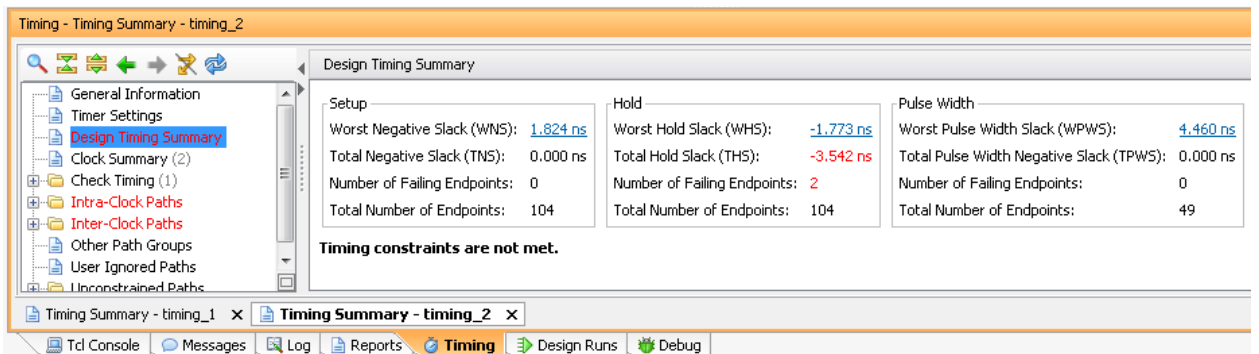 Timing - Timing Summary - timing_2
Design Timing Summary
General Information
Timer Settings
Design Timing Summary
Clock Summary (2)
Check Timing (1)
Intra-Clock Paths
Inter-Clock Paths
Other Path Groups
User Ignored Paths
Unconstrained Paths
Setup
Worst Negative Slack (WNS): 1.824 ns
Total Negative Slack (TNS): 0.000 ns
Number of Failing Endpoints: 0
Total Number of Endpoints: 104
Hold
Worst Hold Slack (WHS): -1.773 ns
Total Hold Slack (THS): -3.542 ns
Number of Failing Endpoints: 2
Total Number of Endpoints: 104
Pulse Width
Worst Pulse Width Slack (WPWS): 4.460 ns
Total Pulse Width Negative Slack (TPWS): 0.000 ns
Number of Failing Endpoints: 0
Total Number of Endpoints: 49
Timing constraints are not met.
Timing Summary - timing_1 Timing Summary - timing_2
Tcl Console Messages Log Reports Timing Design Runs Debug